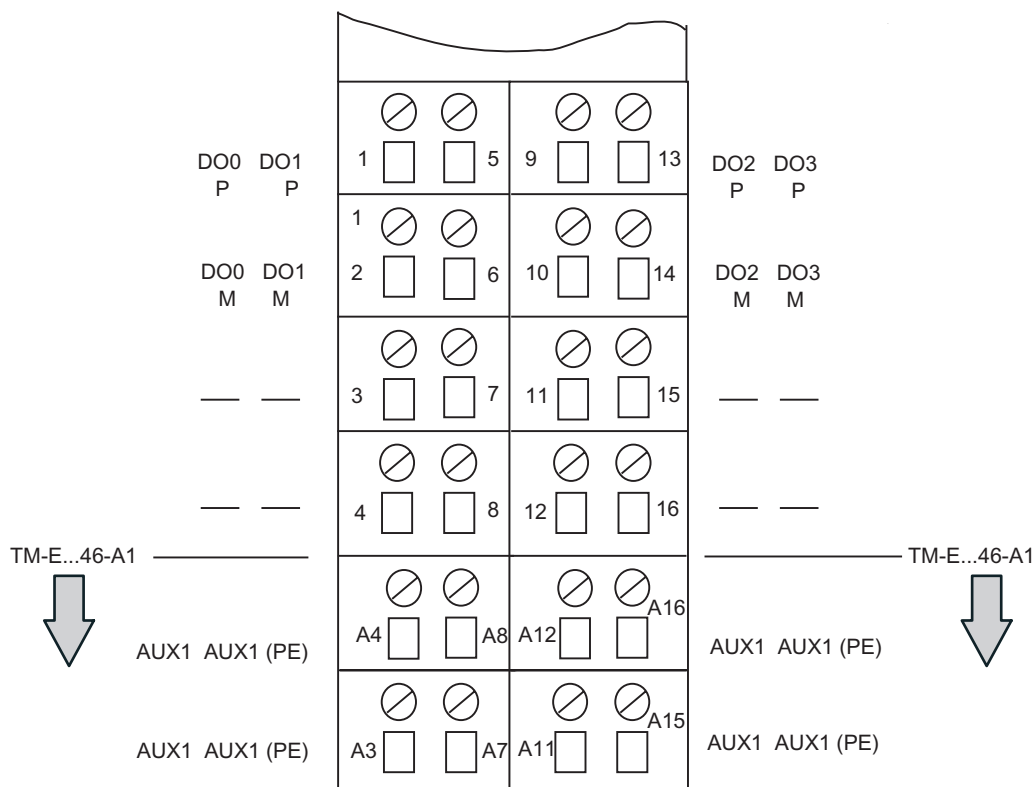 1 5 9 13
DO0 DO1 DO2 DO3
P P P P
1
2 6 10 14
DO0 DO1 DO2 DO3
M M M M
3 7 11 15
4 8 12 16
TM-E...46-A1 TM-E...46-A1
A16
A4 A8 A12
AUX1 AUX1 (PE) AUX1 AUX1 (PE)
A15
AUX1 AUX1 (PE) A3 A7 A11 AUX1 AUX1 (PE)